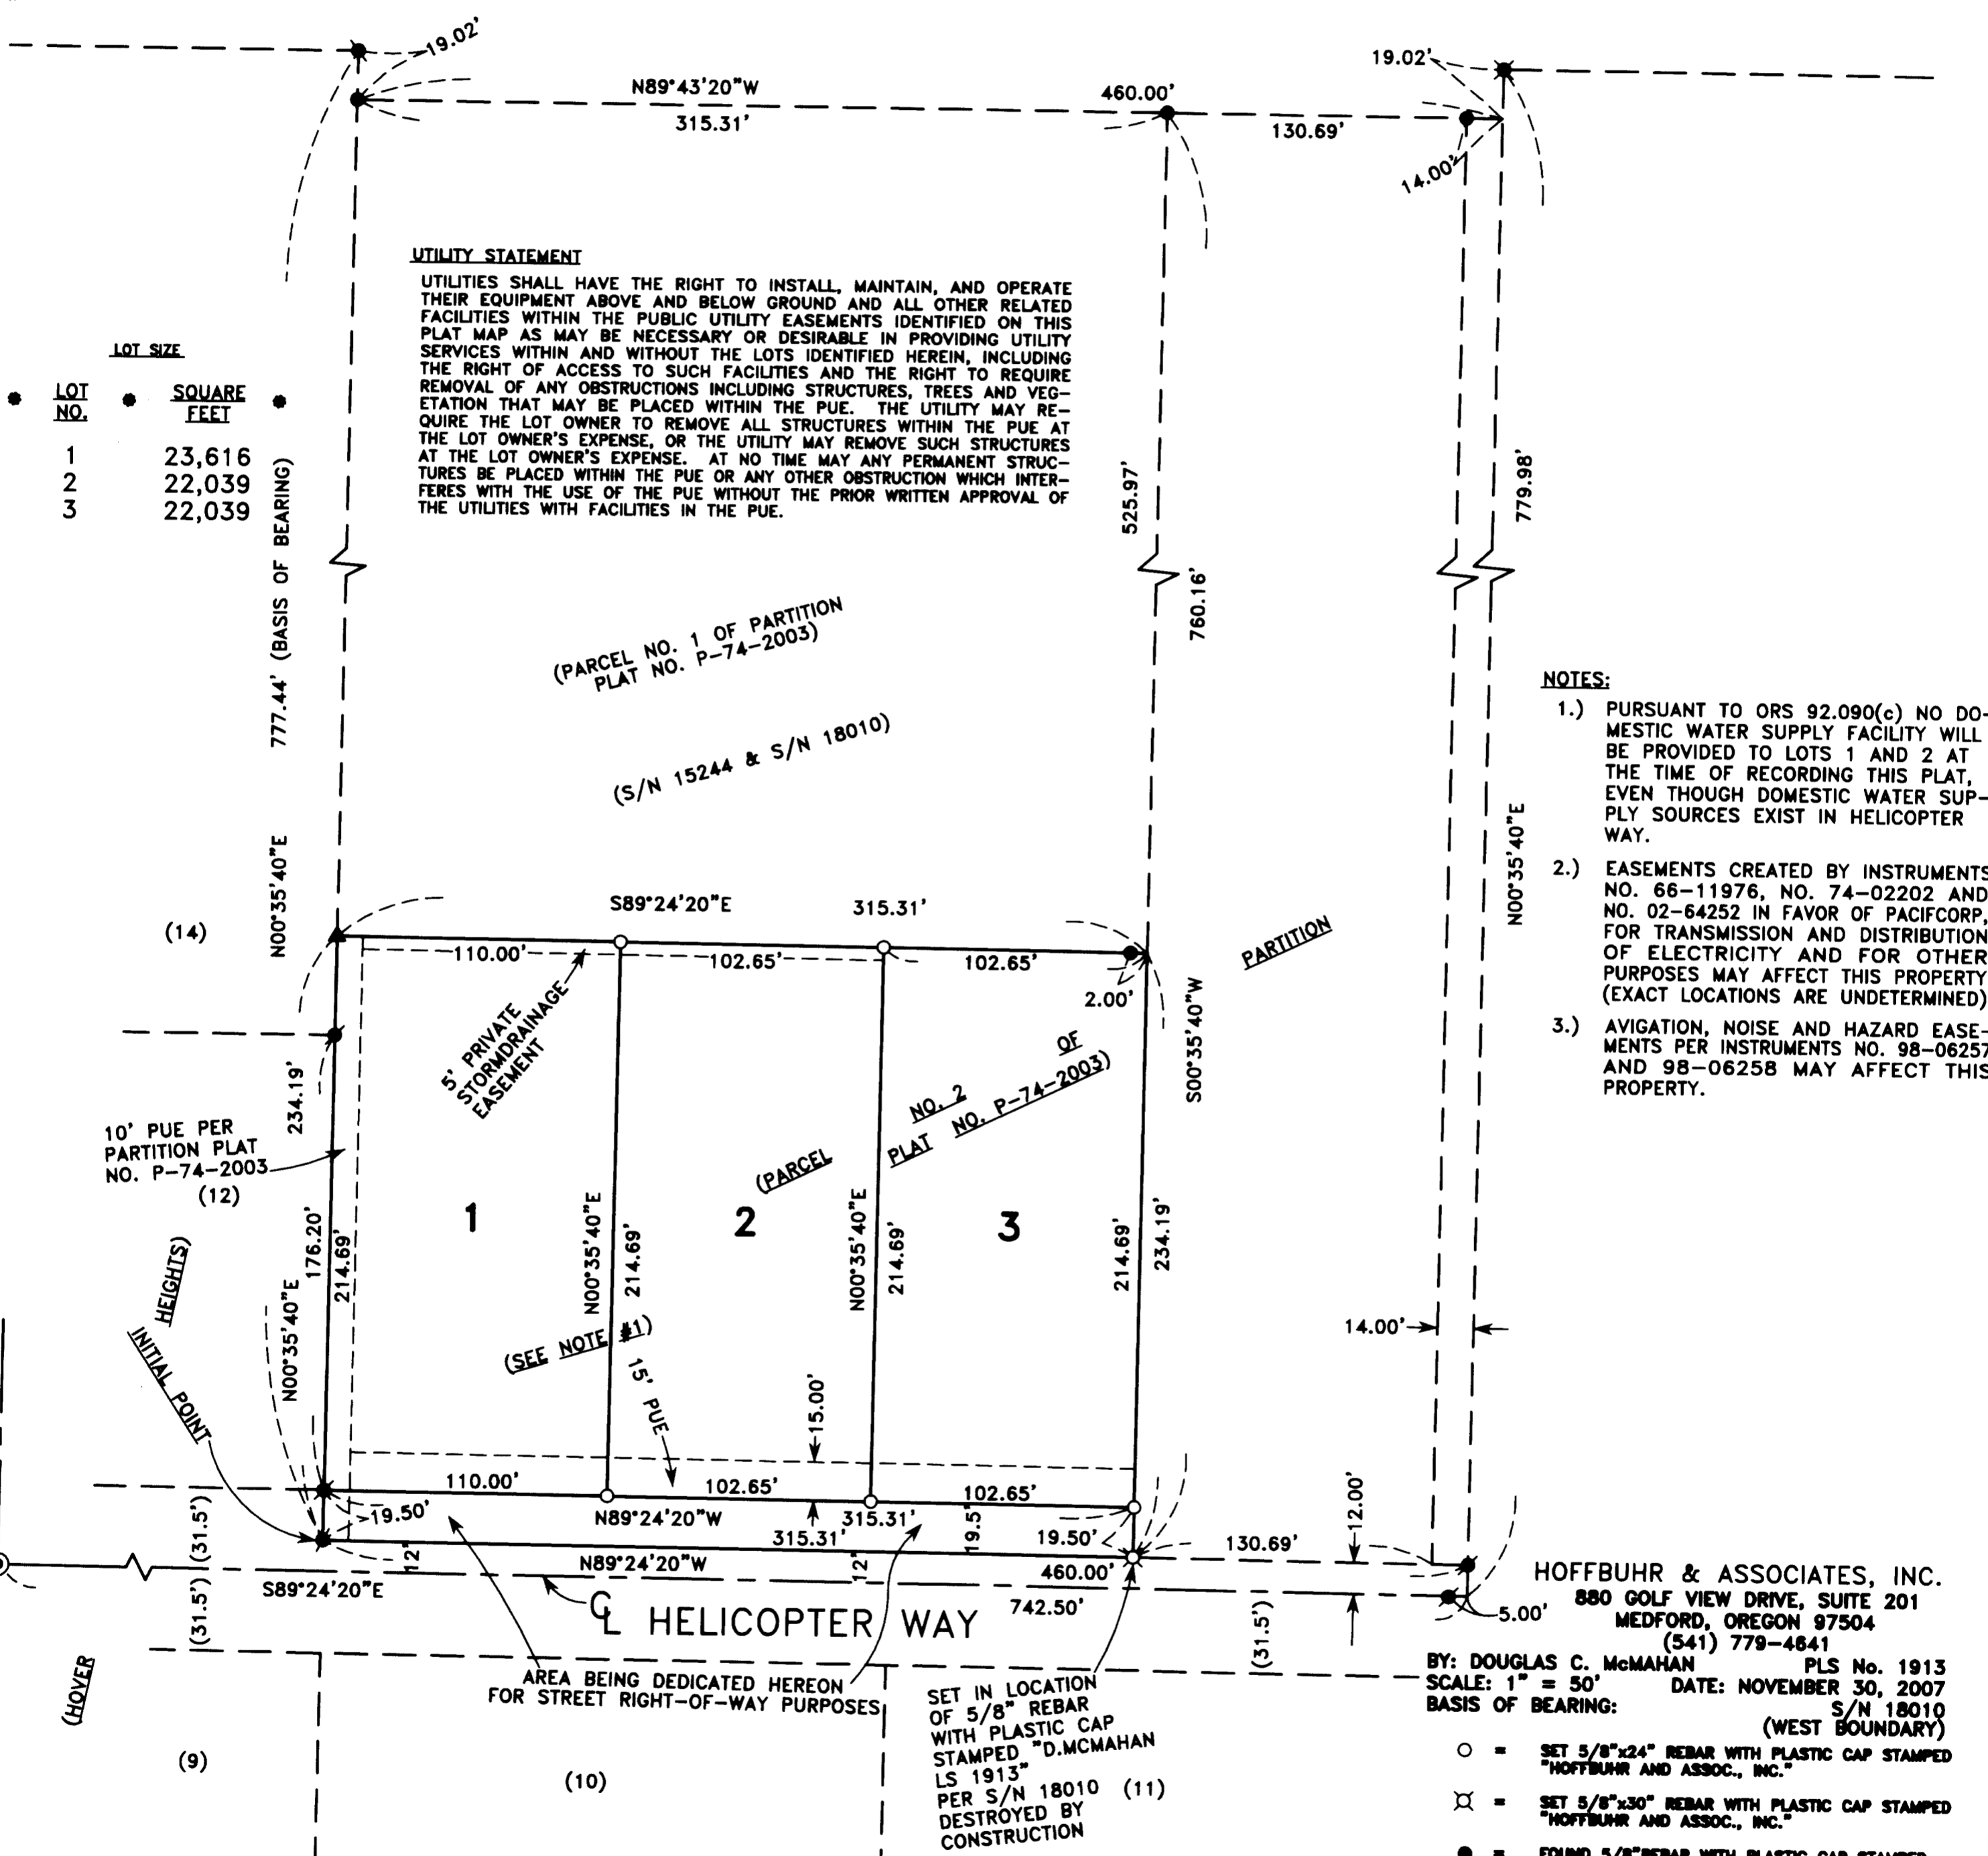 19.02'
19.02'
N89°43'20"W
460.00'
315.31'
130.69'
14.00'
UTILITY STATEMENT
UTILITIES SHALL HAVE THE RIGHT TO INSTALL, MAINTAIN, AND OPERATE
THEIR EQUIPMENT ABOVE AND BELOW GROUND AND ALL OTHER RELATED
FACILITIES WITHIN THE PUBLIC UTILITY EASEMENTS IDENTIFIED ON THIS
PLAT MAP AS MAY BE NECESSARY OR DESIRABLE IN PROVIDING UTILITY
SERVICES WITHIN AND WITHOUT THE LOTS IDENTIFIED HEREIN, INCLUDING
THE RIGHT OF ACCESS TO SUCH FACILITIES AND THE RIGHT TO REQUIRE
REMOVAL OF ANY OBSTRUCTIONS INCLUDING STRUCTURES, TREES AND VEG-
ETATION THAT MAY BE PLACED WITHIN THE PUE. THE UTILITY MAY RE-
QUIRE THE LOT OWNER TO REMOVE ALL STRUCTURES WITHIN THE PUE AT
THE LOT OWNER'S EXPENSE, OR THE UTILITY MAY REMOVE SUCH STRUCTURES
AT THE LOT OWNER'S EXPENSE. AT NO TIME MAY ANY PERMANENT STRUC-
TURES BE PLACED WITHIN THE PUE OR ANY OTHER OBSTRUCTION WHICH INTER-
FERES WITH THE USE OF THE PUE WITHOUT THE PRIOR WRITTEN APPROVAL OF
THE UTILITIES WITH FACILITIES IN THE PUE.
LOT SIZE
LOT NO. SQUARE FEET
1 23,616
2 22,039
3 22,039
777.44' (BASIS OF BEARING)
N00°35'40"E
525.97'
760.16'
779.98'
N00°35'40"E
(PARCEL NO. 1 OF PARTITION
PLAT NO. P-74-2003)
(S/N 15244 & S/N 18010)
NOTES:
1.) PURSUANT TO ORS 92.090(c) NO DO-
MESTIC WATER SUPPLY FACILITY WILL
BE PROVIDED TO LOTS 1 AND 2 AT
THE TIME OF RECORDING THIS PLAT,
EVEN THOUGH DOMESTIC WATER SUP-
PLY SOURCES EXIST IN HELICOPTER
WAY.
2.) EASEMENTS CREATED BY INSTRUMENTS
NO. 66-11976, NO. 74-02202 AND
NO. 02-64252 IN FAVOR OF PACIFCORP,
FOR TRANSMISSION AND DISTRIBUTION
OF ELECTRICITY AND FOR OTHER
PURPOSES MAY AFFECT THIS PROPERTY
(EXACT LOCATIONS ARE UNDETERMINED)
3.) AVIGATION, NOISE AND HAZARD EASE-
MENTS PER INSTRUMENTS NO. 98-06257
AND 98-06258 MAY AFFECT THIS
PROPERTY.
(14)
S89°24'20"E
315.31'
110.00'
102.65'
102.65'
2.00'
S00°35'40"W
5' PRIVATE
STORMDRAINAGE
EASEMENT
(PARCEL NO. 2 OF PARTITION
PLAT NO. P-74-2003)
234.19'
10' PUE PER
PARTITION PLAT
NO. P-74-2003
(12)
1
2
3
176.20'
214.69'
N00°35'40"E
N00°35'40"E
214.69'
N00°35'40"E
214.69'
214.69'
234.19'
14.00'
HEIGHTS)
INITIAL POINT
(SEE NOTE #1)
15' PUE
15.00'
110.00'
102.65'
102.65'
19.50'
N89°24'20"W
315.31'
315.31'
19.5'
19.50'
130.69'
12.00'
(31.5')
(31.5')
12'
12'
N89°24'20"W
460.00'
S89°24'20"E
742.50'
5.00'
(31.5')
CL HELICOPTER WAY
(HOVER
AREA BEING DEDICATED HEREON
FOR STREET RIGHT-OF-WAY PURPOSES
SET IN LOCATION
OF 5/8" REBAR
WITH PLASTIC CAP
STAMPED "D.MCMAHAN
LS 1913"
PER S/N 18010
DESTROYED BY
CONSTRUCTION
(9)
(10)
(11)
HOFFBUHR & ASSOCIATES, INC.
880 GOLF VIEW DRIVE, SUITE 201
MEDFORD, OREGON 97504
(541) 779-4641
BY: DOUGLAS C. McMAHAN PLS No. 1913
SCALE: 1" = 50' DATE: NOVEMBER 30, 2007
BASIS OF BEARING: S/N 18010
(WEST BOUNDARY)
= SET 5/8"x24" REBAR WITH PLASTIC CAP STAMPED
"HOFFBUHR AND ASSOC., INC."
= SET 5/8"x30" REBAR WITH PLASTIC CAP STAMPED
"HOFFBUHR AND ASSOC., INC."
= FOUND 5/8"REBAR WITH PLASTIC CAP STAMPED